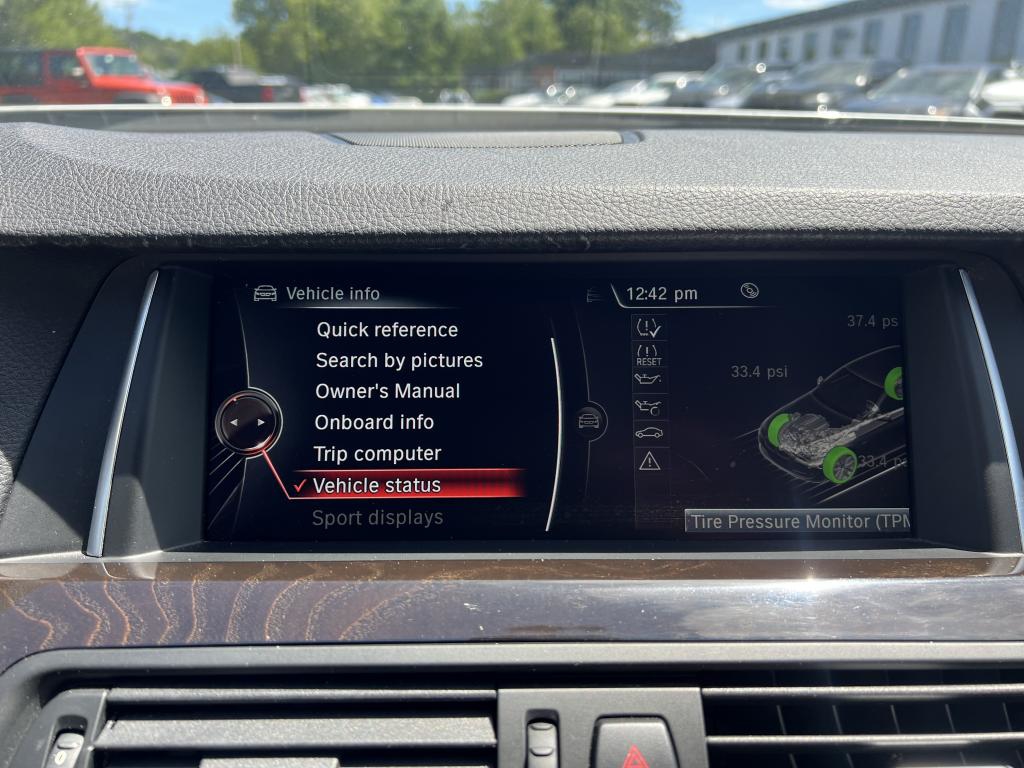 Vehicle info
Quick reference
Search by pictures
Owner's Manual
Onboard info
Trip computer
Vehicle status
Sport displays
12:42 pm
RESET
37.4 ps
33.4 psi
33.4 ps
Tire Pressure Monitor (TPM
0